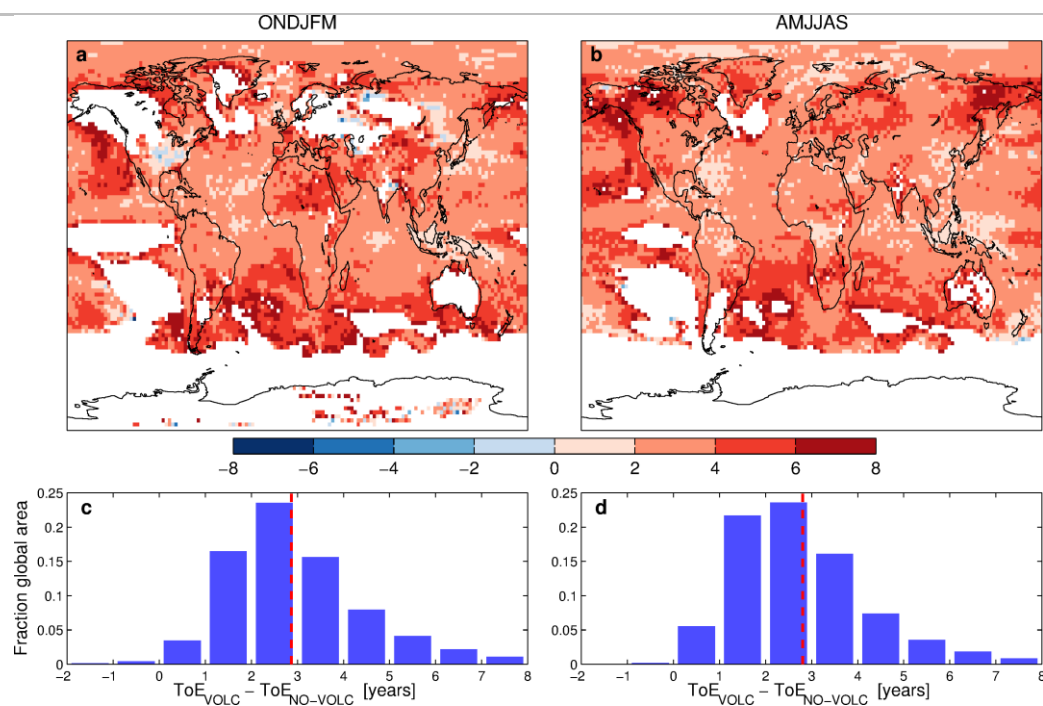 ONDJFM
AMJJAS
a
b
−8 −6 −4 −2 0 2 4 6 8
c
d
Fraction global area
0.25
0.2
0.15
0.1
0.05
0
−2 −1 0 1 2 3 4 5 6 7 8
ToE_VOLC − ToE_NO−VOLC [years]
0.25
0.2
0.15
0.1
0.05
0
−2 −1 0 1 2 3 4 5 6 7 8
ToE_VOLC − ToE_NO−VOLC [years]